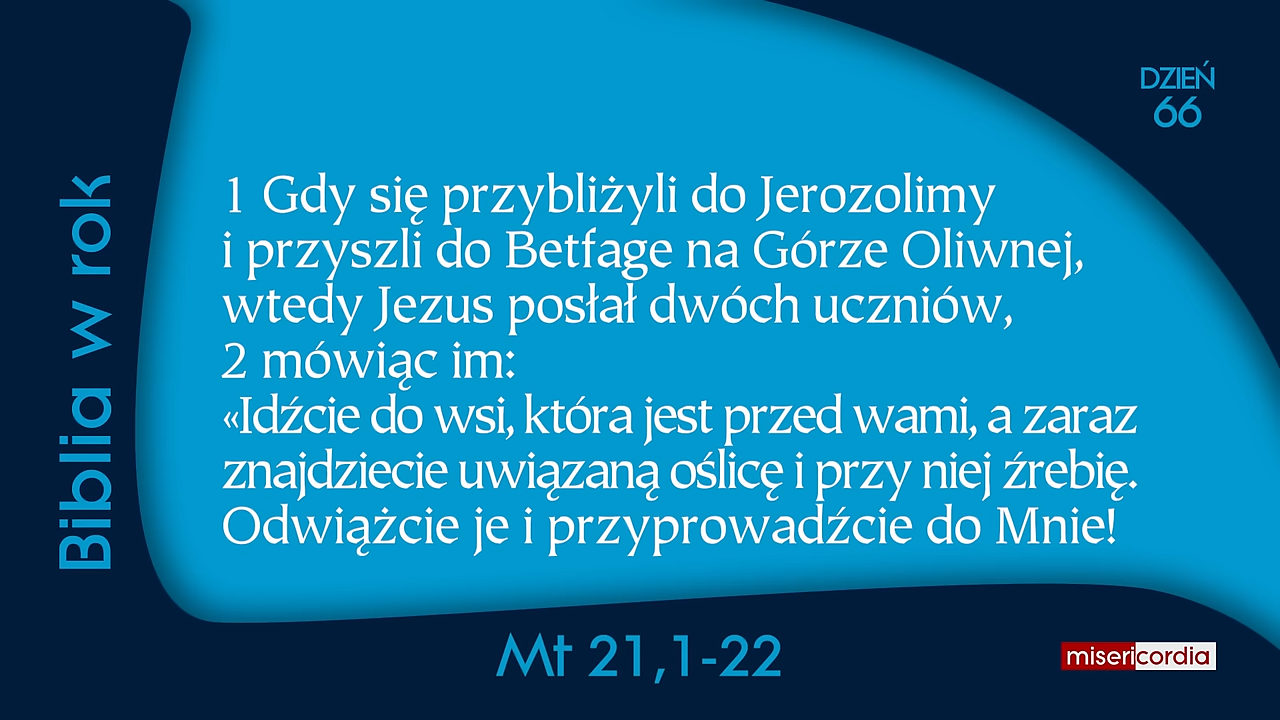 DZIEŃ
66
Biblia w rok
1 Gdy się przybliżyli do Jerozolimy
i przyszli do Betfage na Górze Oliwnej,
wtedy Jezus posłał dwóch uczniów,
2 mówiąc im:
«Idźcie do wsi, która jest przed wami, a zaraz
znajdziecie uwiązaną oślicę i przy niej źrebię.
Odwiążcie je i przyprowadźcie do Mnie!
Mt 21,1-22
misericordia